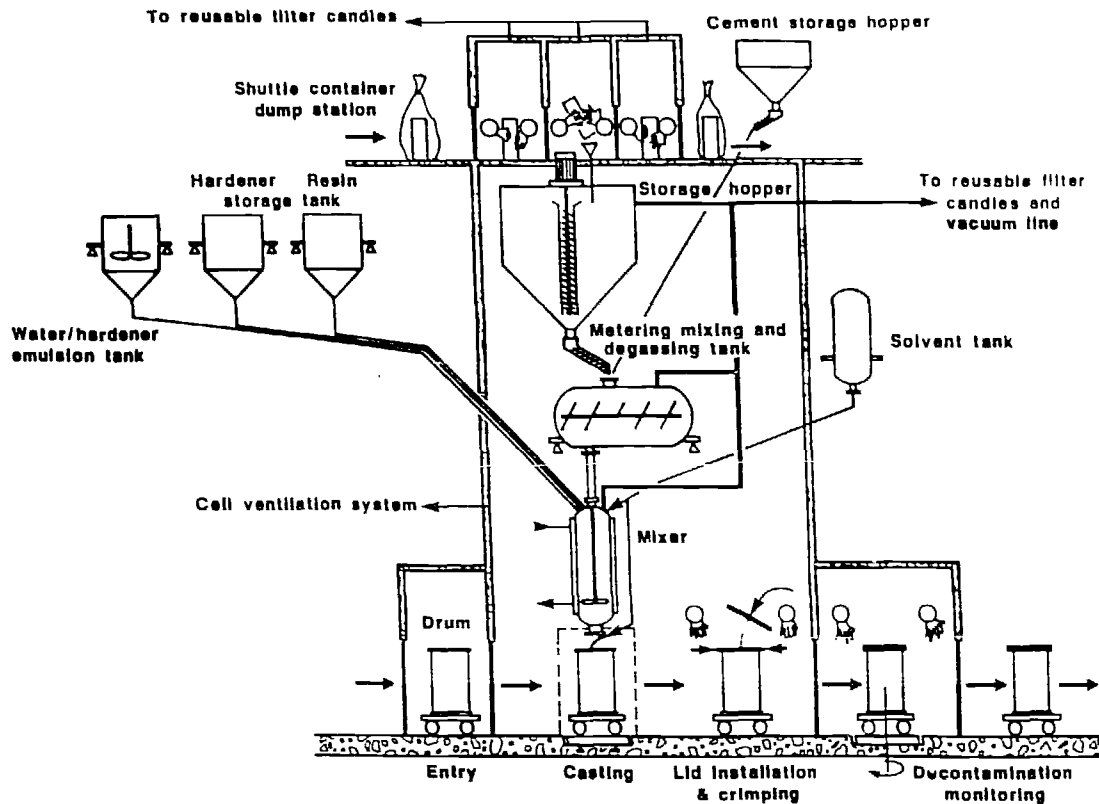 To reusable filter candles
Cement storage hopper
Shuttle container
dump station
Hardener Resin
storage tank
Storage hopper
To reusable filter
candles and
vacuum line
Water/hardener
emulsion tank
Metering mixing and
degassing tank
Solvent tank
Cell ventilation system
Mixer
Drum
Entry
Casting
Lid installation
& crimping
Decontamination
monitoring